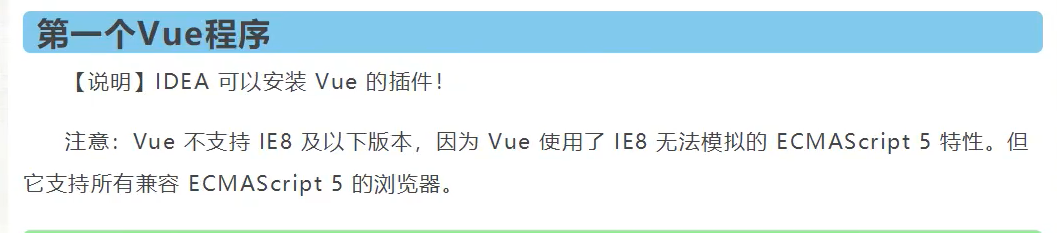 第一个Vue程序
【说明】IDEA 可以安装 Vue 的插件！
注意：Vue 不支持 IE8 及以下版本，因为 Vue 使用了 IE8 无法模拟的 ECMAScript 5 特性。但
它支持所有兼容 ECMAScript 5 的浏览器。